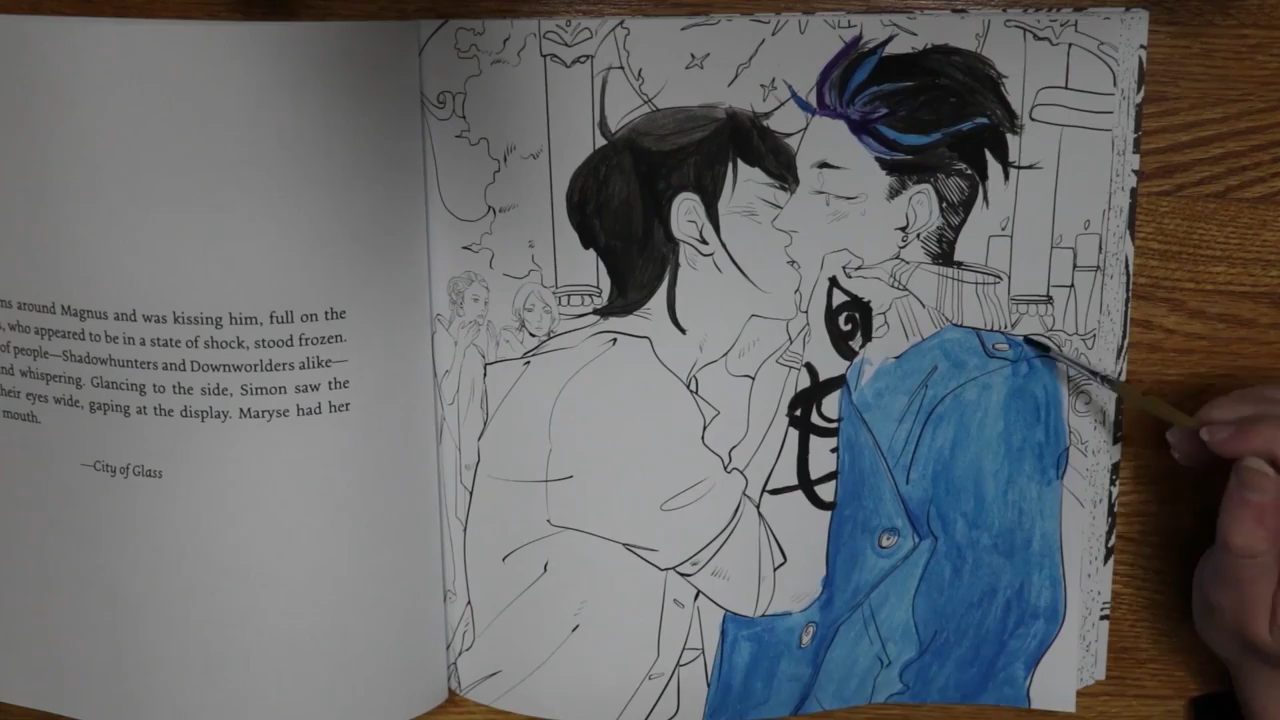 ns around Magnus and was kissing him, full on the
, who appeared to be in a state of shock, stood frozen.
of people—Shadowhunters and Downworlders alike—
nd whispering. Glancing to the side, Simon saw the
heir eyes wide, gaping at the display. Maryse had her
mouth.
—City of Glass